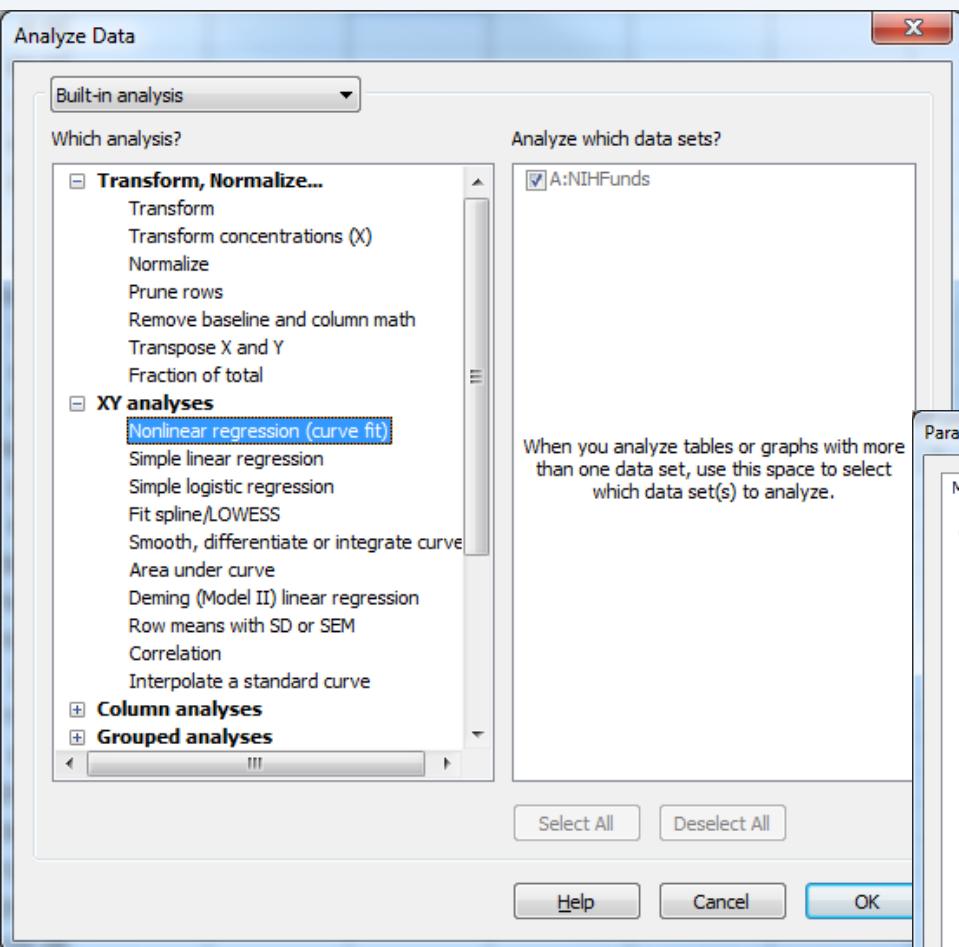 Analyze Data
Built-in analysis
Which analysis?
Transform, Normalize...
Transform
Transform concentrations (X)
Normalize
Prune rows
Remove baseline and column math
Transpose X and Y
Fraction of total
XY analyses
Nonlinear regression (curve fit)
Simple linear regression
Simple logistic regression
Fit spline/LOWESS
Smooth, differentiate or integrate curve
Area under curve
Deming (Model II) linear regression
Row means with SD or SEM
Correlation
Interpolate a standard curve
Column analyses
Grouped analyses
Analyze which data sets?
A:NIHFunds
When you analyze tables or graphs with more
than one data set, use this space to select
which data set(s) to analyze.
Select All
Deselect All
Help
Cancel
OK
Para
M